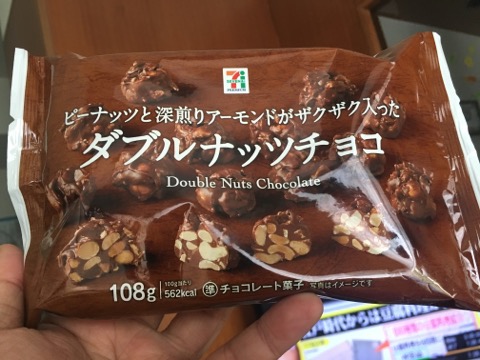 ピーナッツと深煎りアーモンドがザクザク入った
ダブルナッツチョコ
Double Nuts Chocolate
108g
100g当たり
562kcal
準 チョコレート菓子
写真はイメージです